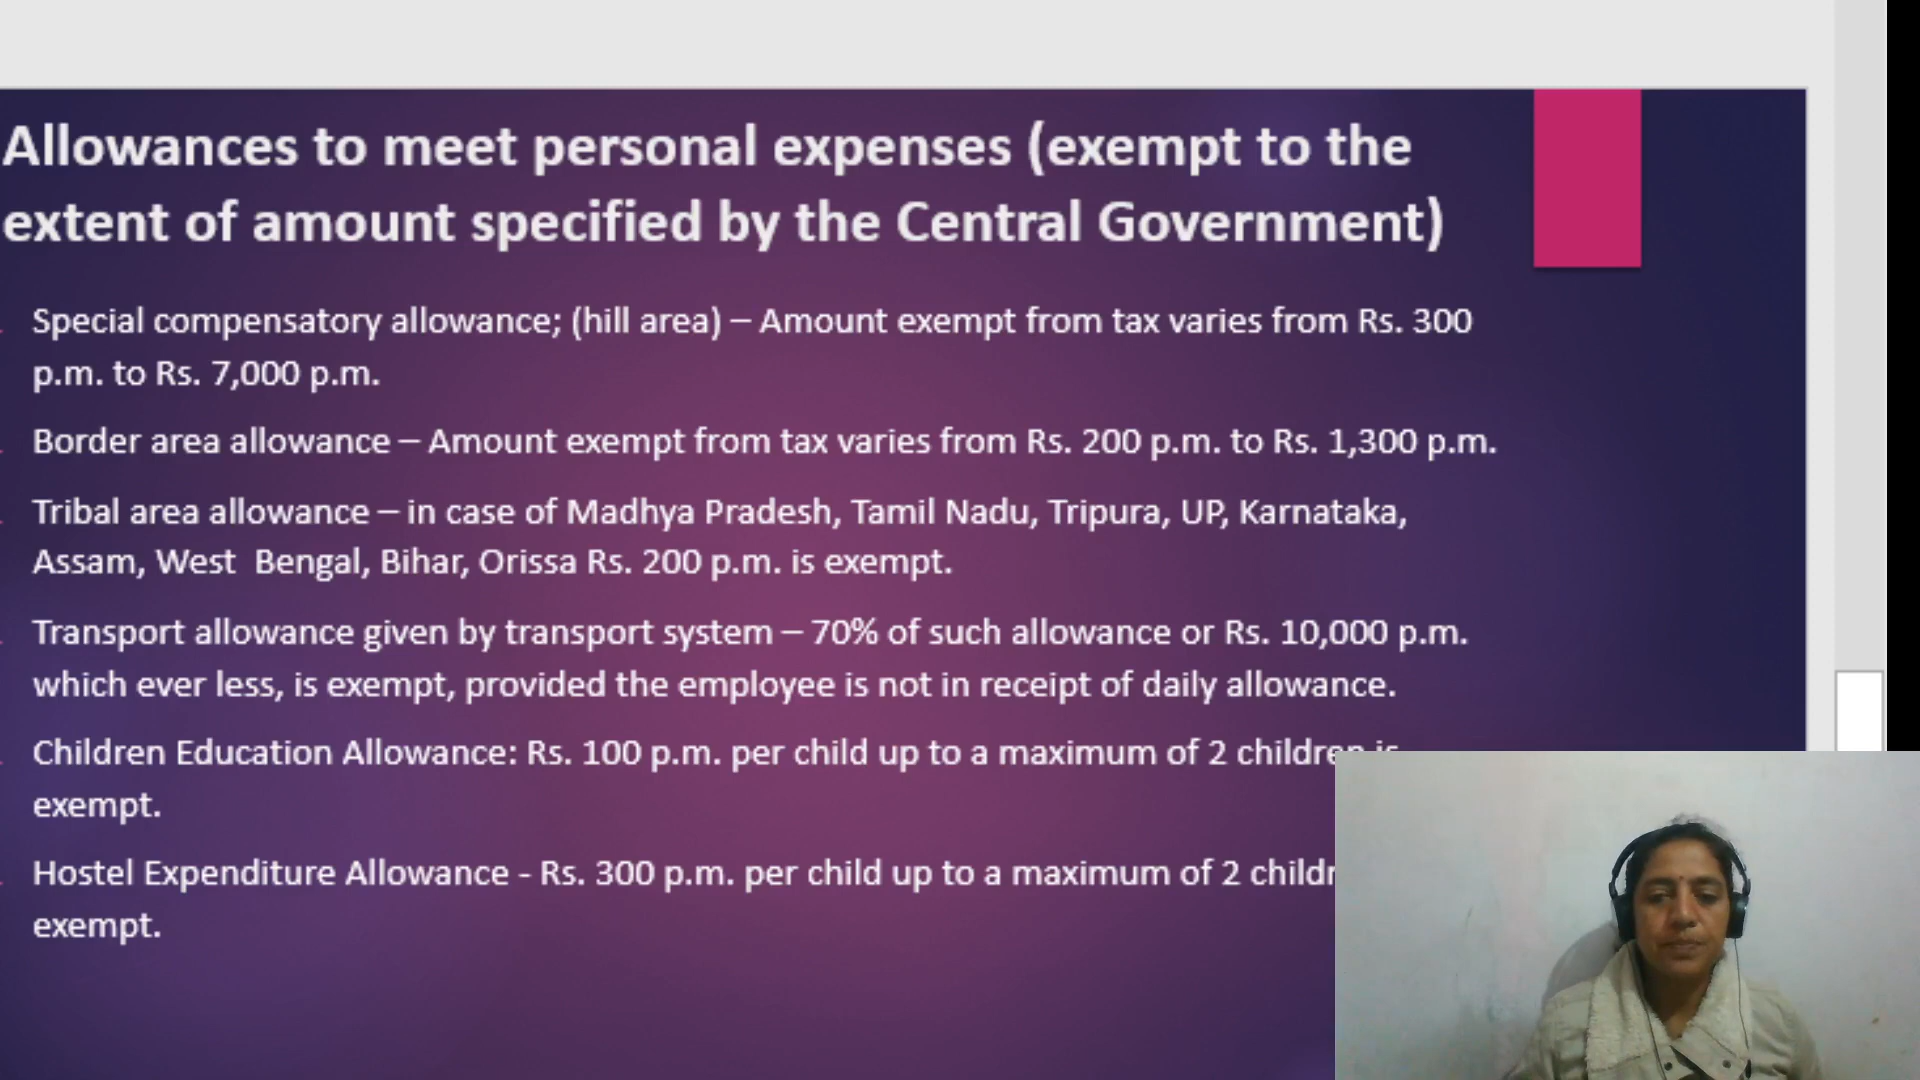 Allowances to meet personal expenses (exempt to the
extent of amount specified by the Central Government)
Special compensatory allowance; (hill area) – Amount exempt from tax varies from Rs. 300
p.m. to Rs. 7,000 p.m.
Border area allowance – Amount exempt from tax varies from Rs. 200 p.m. to Rs. 1,300 p.m.
Tribal area allowance – in case of Madhya Pradesh, Tamil Nadu, Tripura, UP, Karnataka,
Assam, West  Bengal, Bihar, Orissa Rs. 200 p.m. is exempt.
Transport allowance given by transport system – 70% of such allowance or Rs. 10,000 p.m.
which ever less, is exempt, provided the employee is not in receipt of daily allowance.
Children Education Allowance: Rs. 100 p.m. per child up to a maximum of 2 children is
exempt.
Hostel Expenditure Allowance - Rs. 300 p.m. per child up to a maximum of 2
exempt.